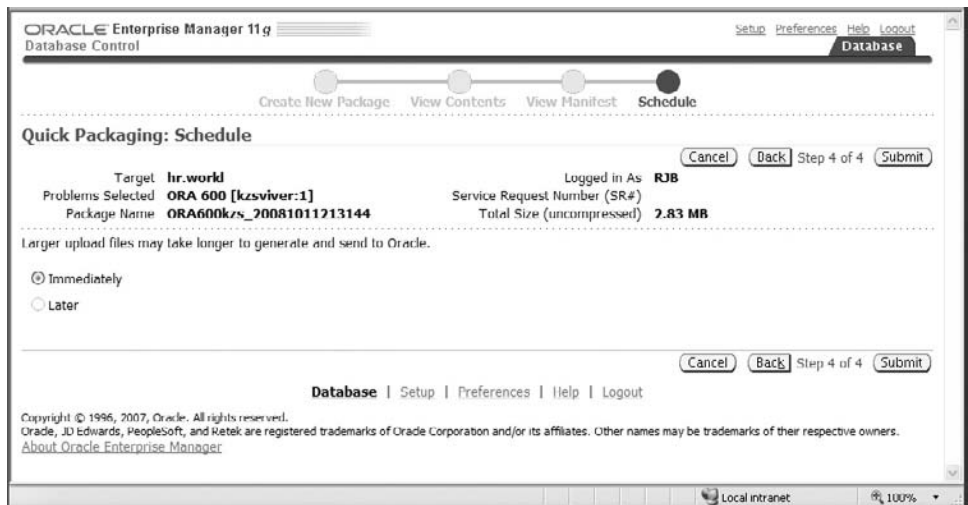 ORACLE Enterprise Manager 11g
Database Control
Setup Preferences Help Logout
Database
Create New Package View Contents View Manifest Schedule
Quick Packaging: Schedule
Cancel Back Step 4 of 4 Submit
Target hr.world
Problems Selected ORA 600 [kzsviver:1]
Package Name ORA600kzs_20081011213144
Logged in As RJB
Service Request Number (SR#)
Total Size (uncompressed) 2.83 MB
Larger upload files may take longer to generate and send to Oracle.
Immediately
Later
Cancel Back Step 4 of 4 Submit
Database | Setup | Preferences | Help | Logout
Copyright © 1996, 2007, Oracle. All rights reserved.
Oracle, JD Edwards, PeopleSoft, and Retek are registered trademarks of Oracle Corporation and/or its affiliates. Other names may be trademarks of their respective owners.
About Oracle Enterprise Manager
Local intranet 100%